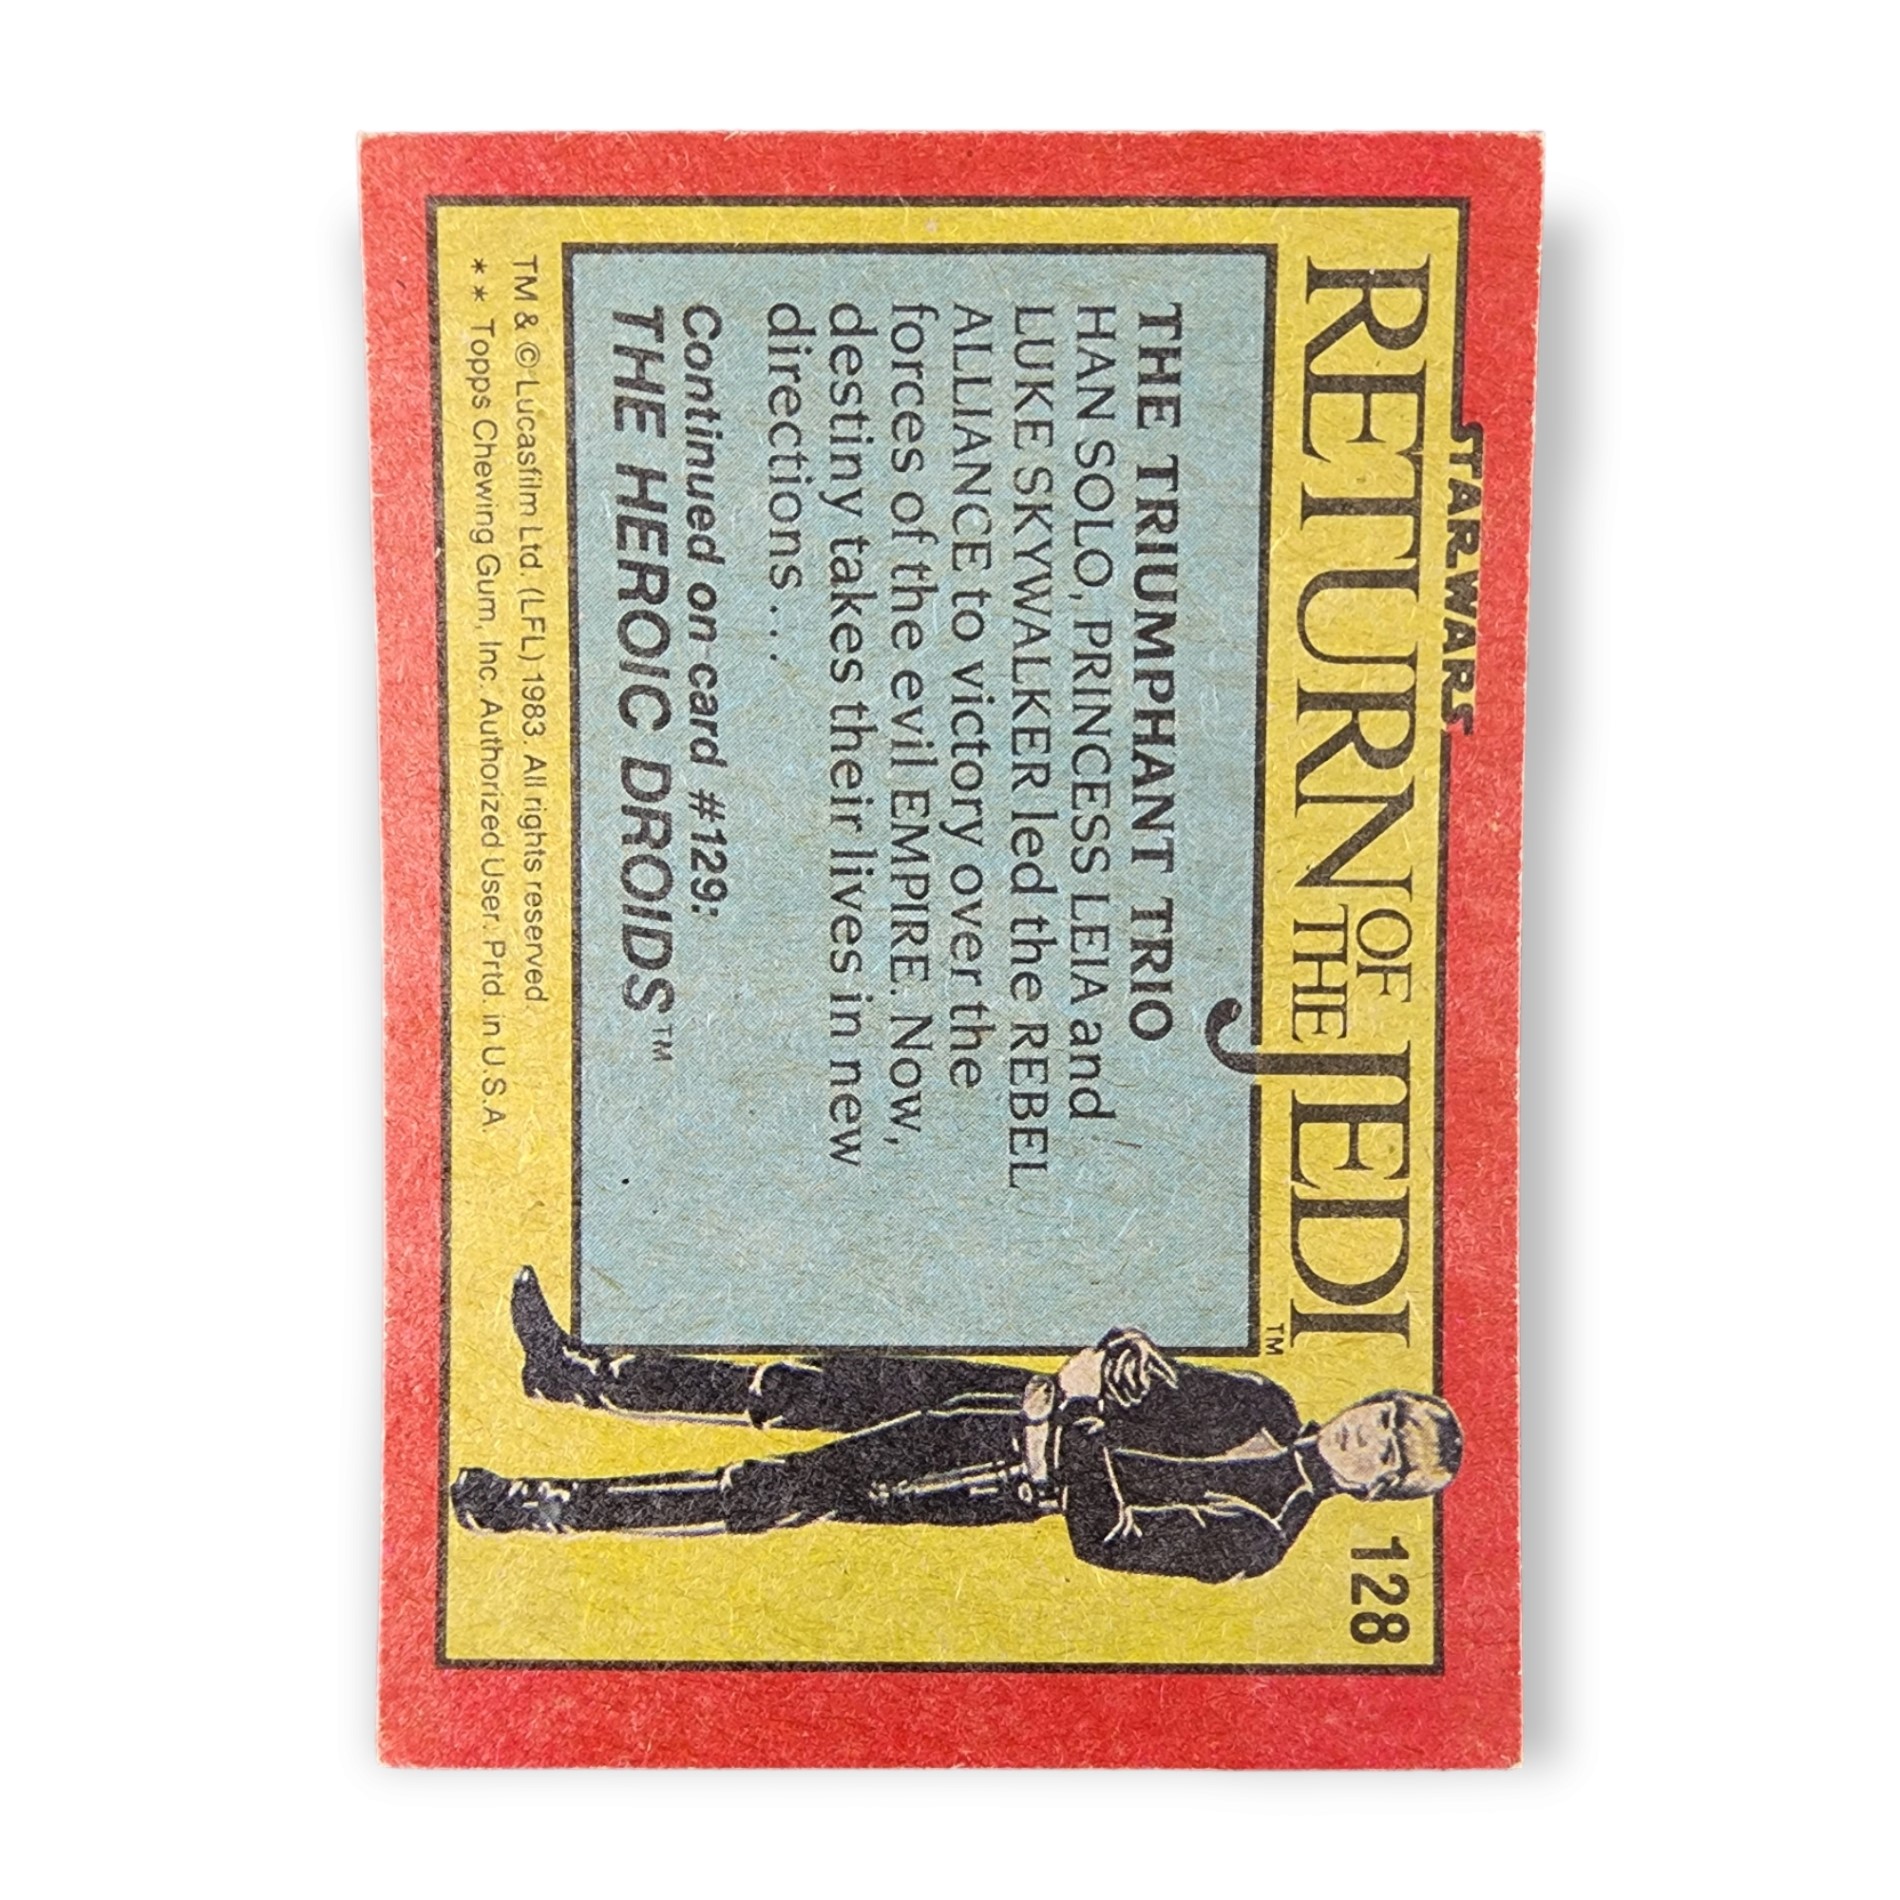 STAR WARS
RETURN OF THE JEDI™
128
THE TRIUMPHANT TRIO
HAN SOLO, PRINCESS LEIA and
LUKE SKYWALKER led the REBEL
ALLIANCE to victory over the
forces of the evil EMPIRE. Now,
destiny takes their lives in new
directions . . .
Continued on card #129:
THE HEROIC DROIDS™
TM & © Lucasfilm Ltd. (LFL) 1983. All rights reserved
** Topps Chewing Gum, Inc. Authorized User. Prtd. in U.S.A.